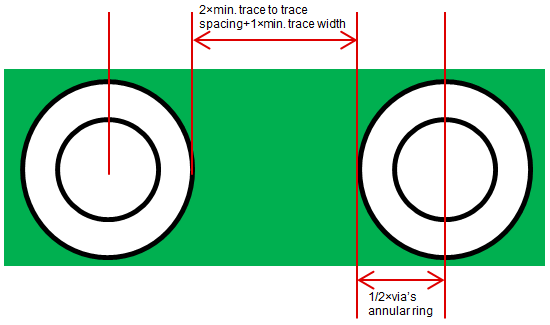 2×min. trace to trace
spacing+1×min. trace width
1/2×via's
annular ring